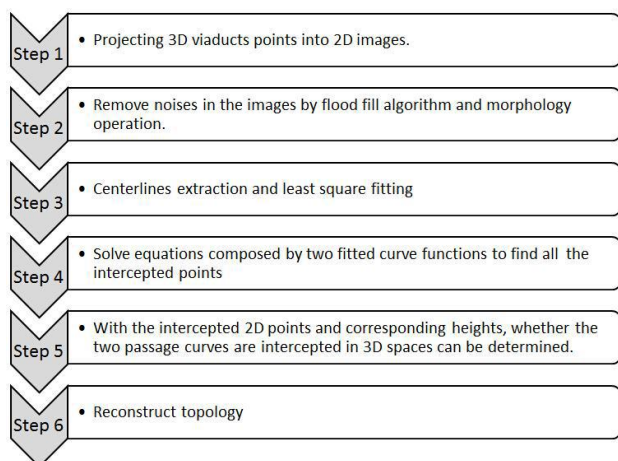 Step 1
• Projecting 3D viaducts points into 2D images.
Step 2
• Remove noises in the images by flood fill algorithm and morphology
operation.
Step 3
• Centerlines extraction and least square fitting
Step 4
• Solve equations composed by two fitted curve functions to find all the
intercepted points
Step 5
• With the intercepted 2D points and corresponding heights, whether the
two passage curves are intercepted in 3D spaces can be determined.
Step 6
• Reconstruct topology